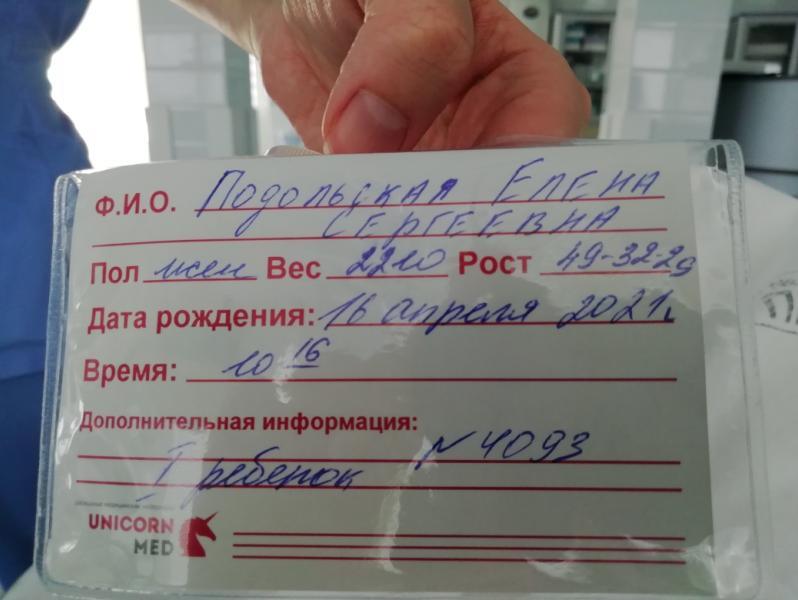 Ф.И.О. Подольская Елена
Сергеевна
Пол жен Вес 2210 Рост 49-32-29
Дата рождения: 16 апреля 2021г.
Время: 10 16
Дополнительная информация:
I ребенок N 4093
UNICORN
MED